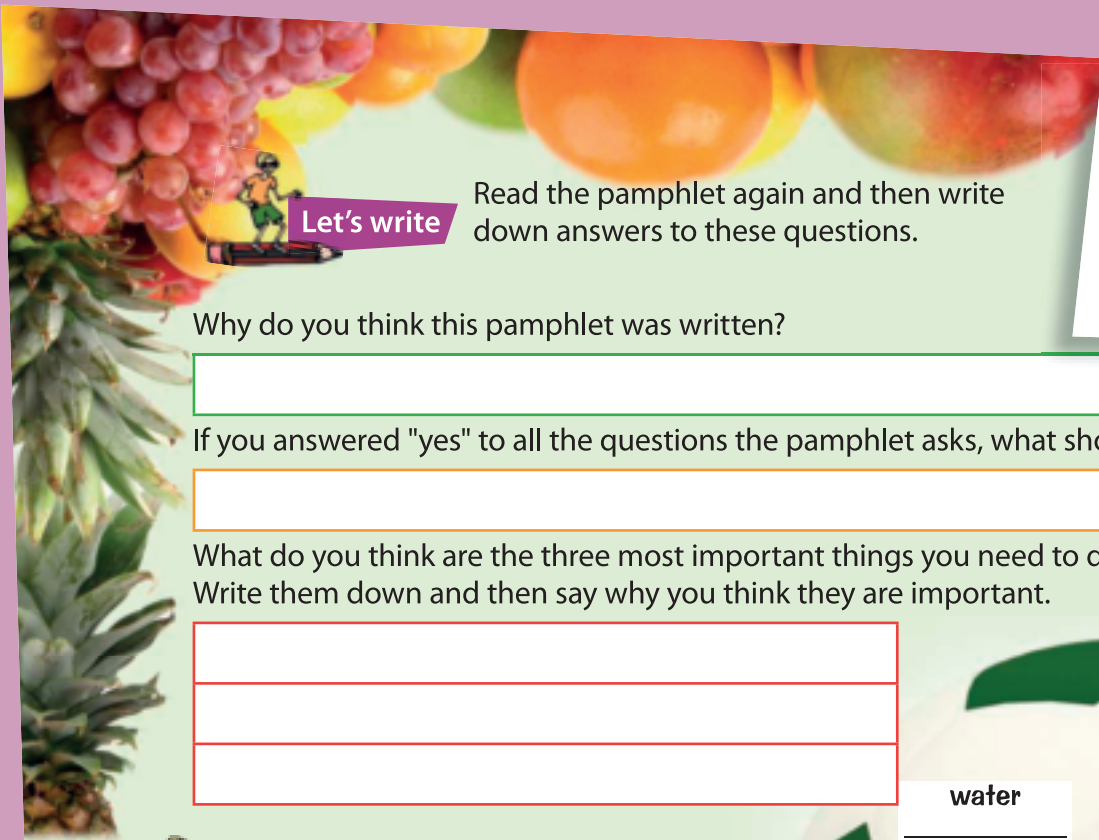 Let's write
Read the pamphlet again and then write
down answers to these questions.
Why do you think this pamphlet was written?
If you answered "yes" to all the questions the pamphlet asks, what
What do you think are the three most important things you need to
Write them down and then say why you think they are important.
water